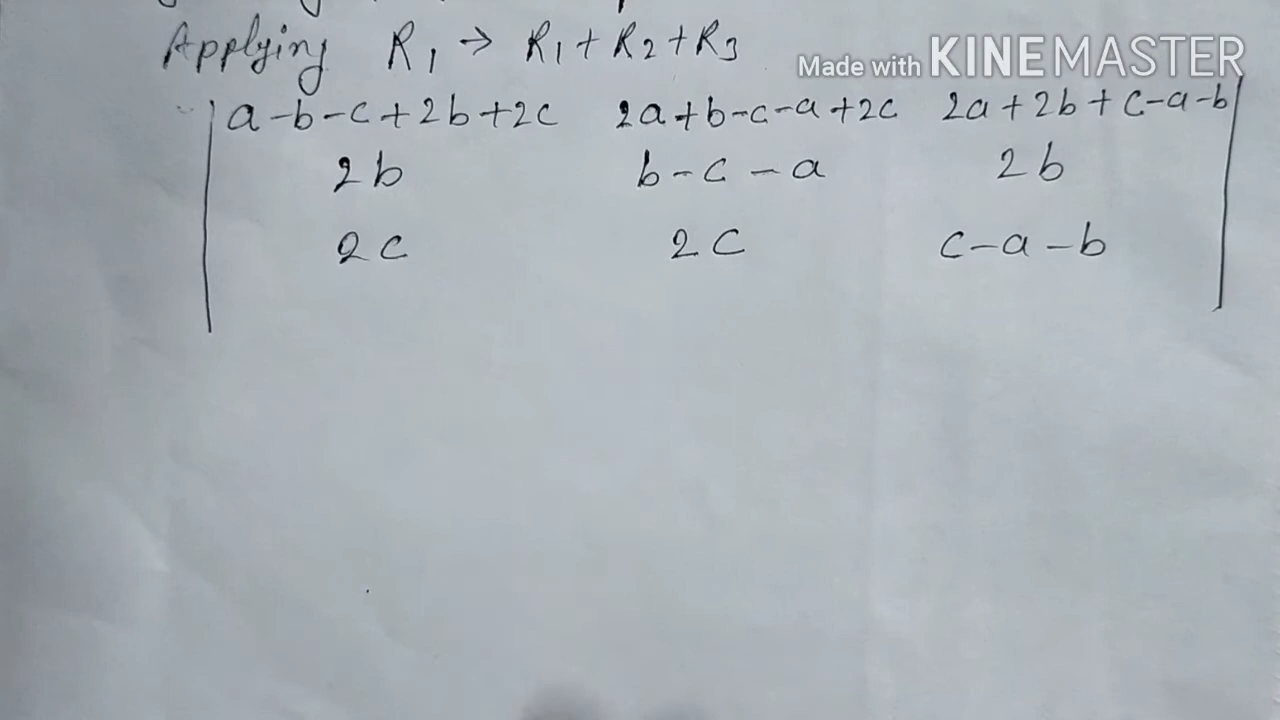 Applying R₁ → R₁ + R₂ + R₃
Made with KINEMASTER
a-b-c+2b+2c 2a+b-c-a+2c 2a+2b+c-a-b
2b b-c-a 2b
2c 2c c-a-b